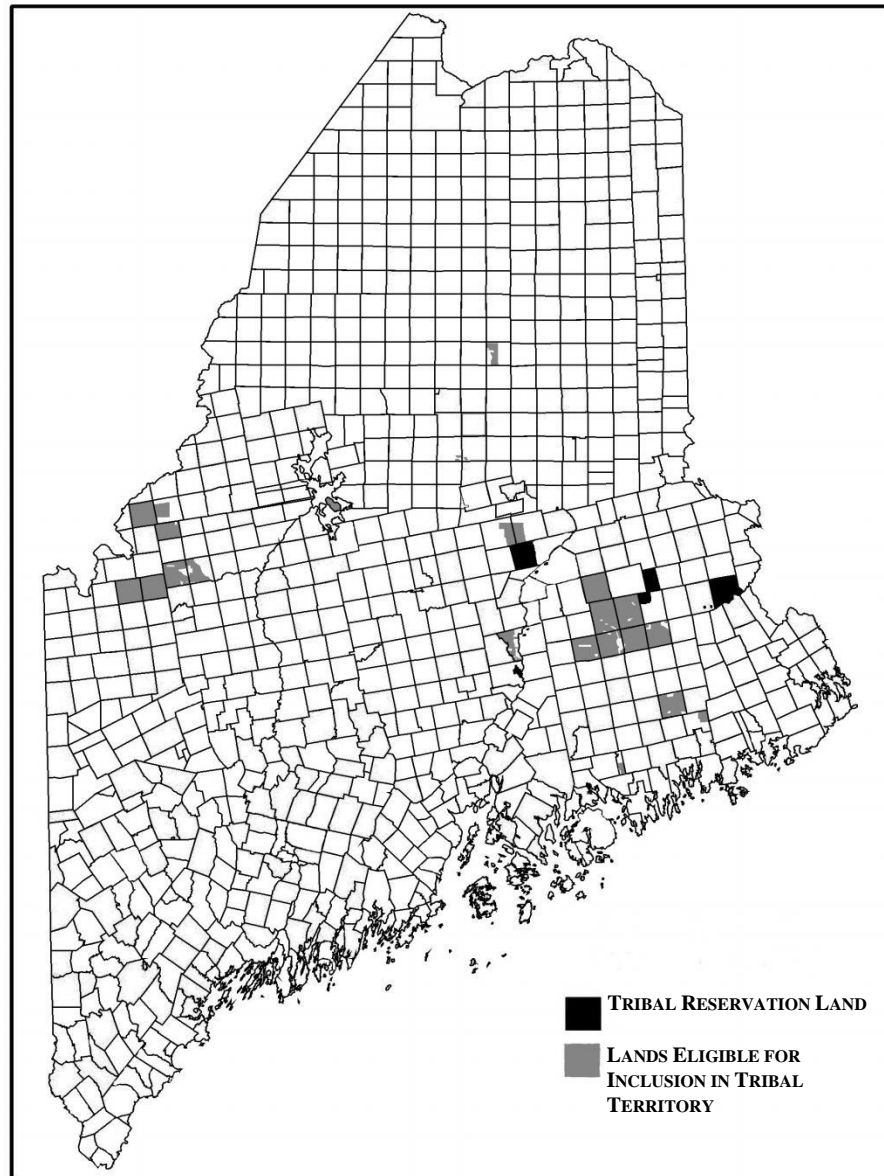 TRIBAL RESERVATION LAND
LANDS ELIGIBLE FOR
INCLUSION IN TRIBAL
TERRITORY